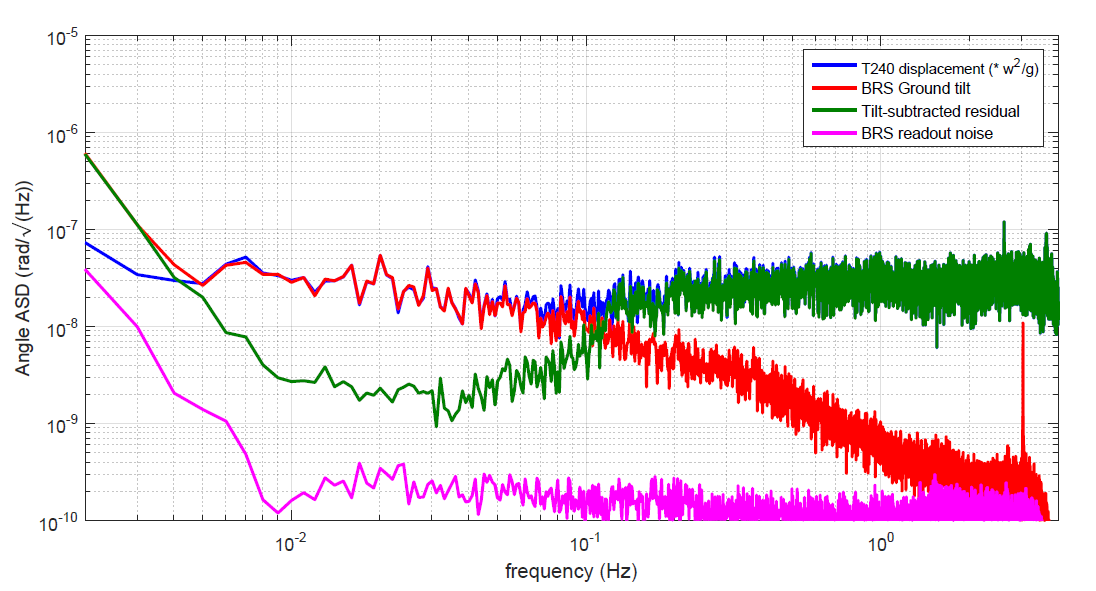 10^-5
10^-6
10^-7
10^-8
10^-9
10^-10
Angle ASD (rad/√(Hz))
T240 displacement (* w^2/g)
BRS Ground tilt
Tilt-subtracted residual
BRS readout noise
10^-2 10^-1 10^0
frequency (Hz)